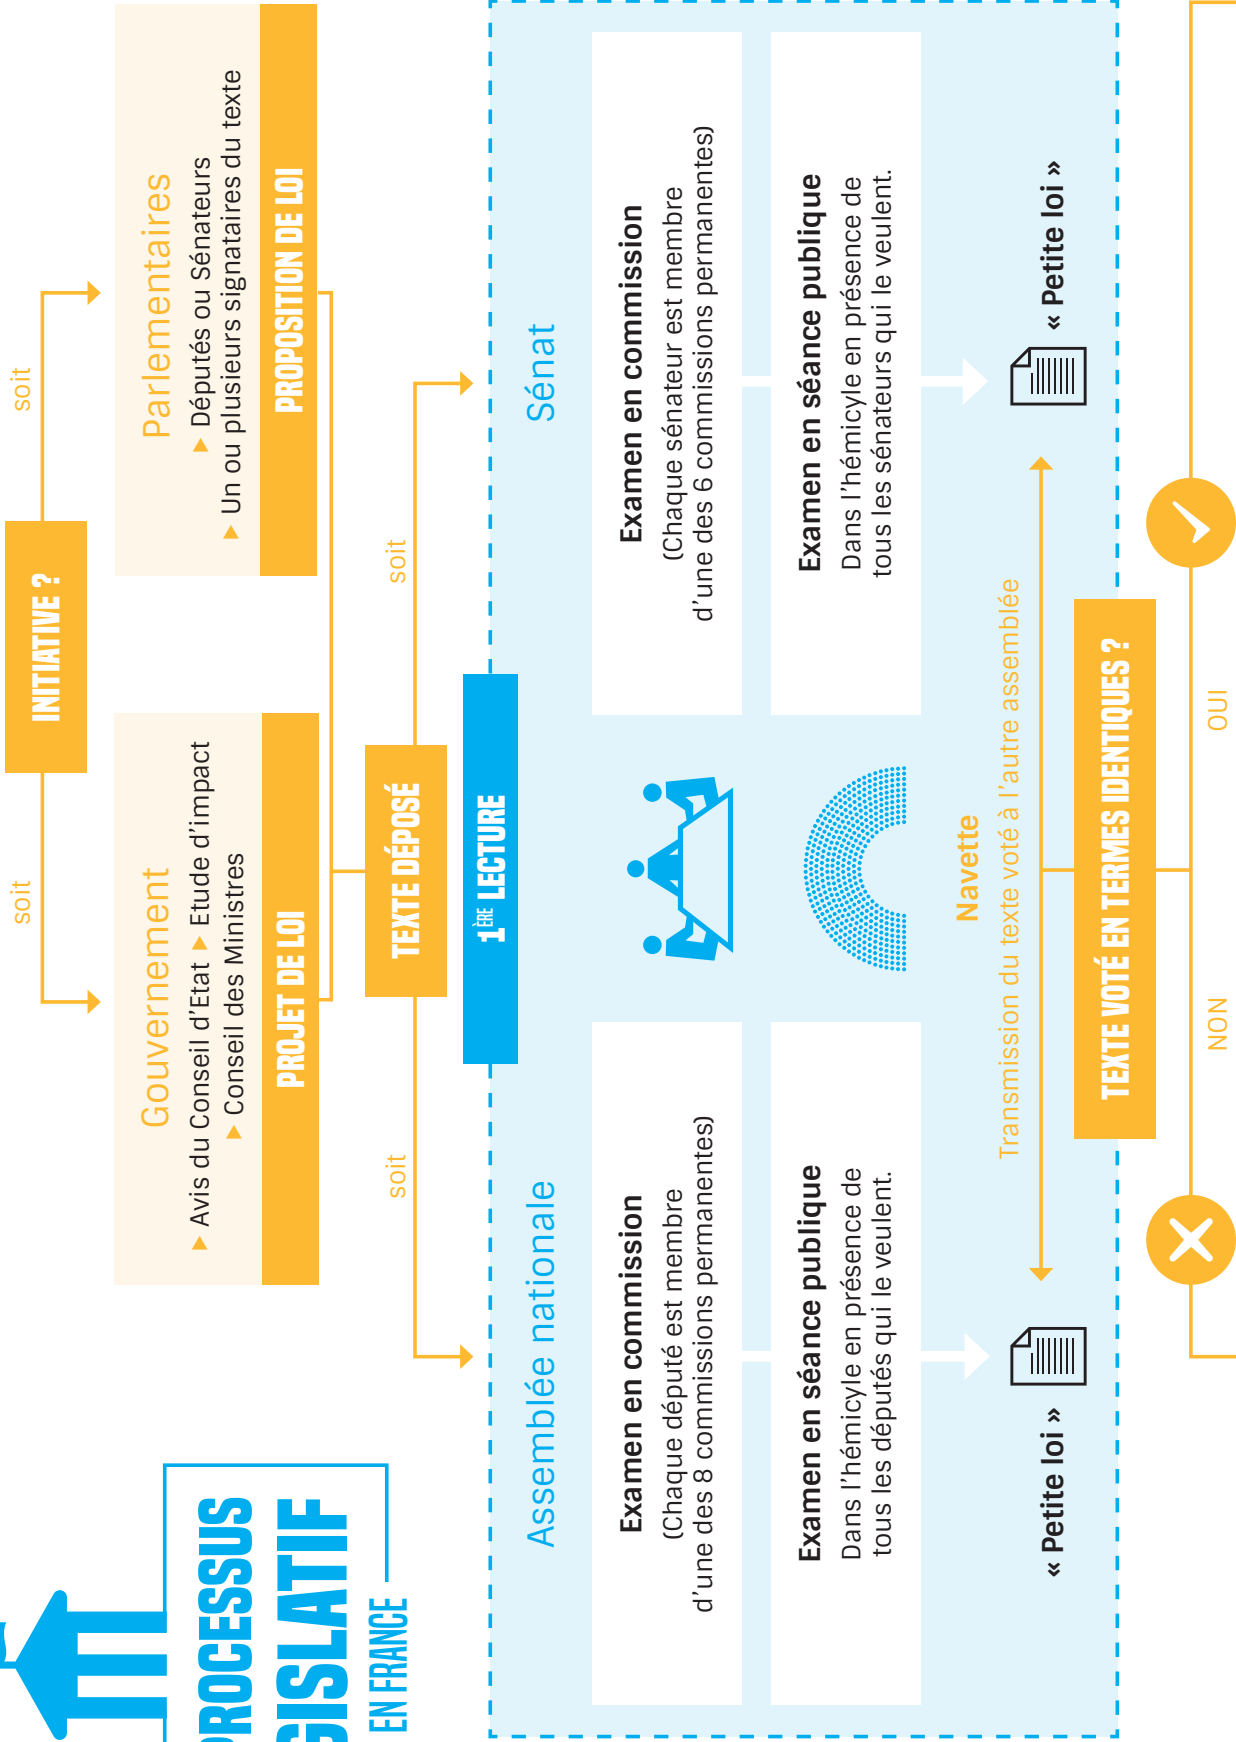 PROCESSUS
GISLATIF
EN FRANCE
INITIATIVE ?
soit
soit
Gouvernement
▶ Avis du Conseil d'Etat ▶ Etude d'impact
▶ Conseil des Ministres
PROJET DE LOI
Parlementaires
▶ Députés ou Sénateurs
▶ Un ou plusieurs signataires du texte
PROPOSITION DE LOI
TEXTE DÉPOSÉ
soit
soit
1ÈRE LECTURE
Assemblée nationale
Examen en commission
(Chaque député est membre
d'une des 8 commissions permanentes)
Examen en séance publique
Dans l'hémicyle en présence de
tous les députés qui le veulent.
« Petite loi »
Sénat
Examen en commission
(Chaque sénateur est membre
d'une des 6 commissions permanentes)
Examen en séance publique
Dans l'hémicyle en présence de
tous les sénateurs qui le veulent.
« Petite loi »
Navette
Transmission du texte voté à l'autre assemblée
TEXTE VOTÉ EN TERMES IDENTIQUES ?
NON
OUI